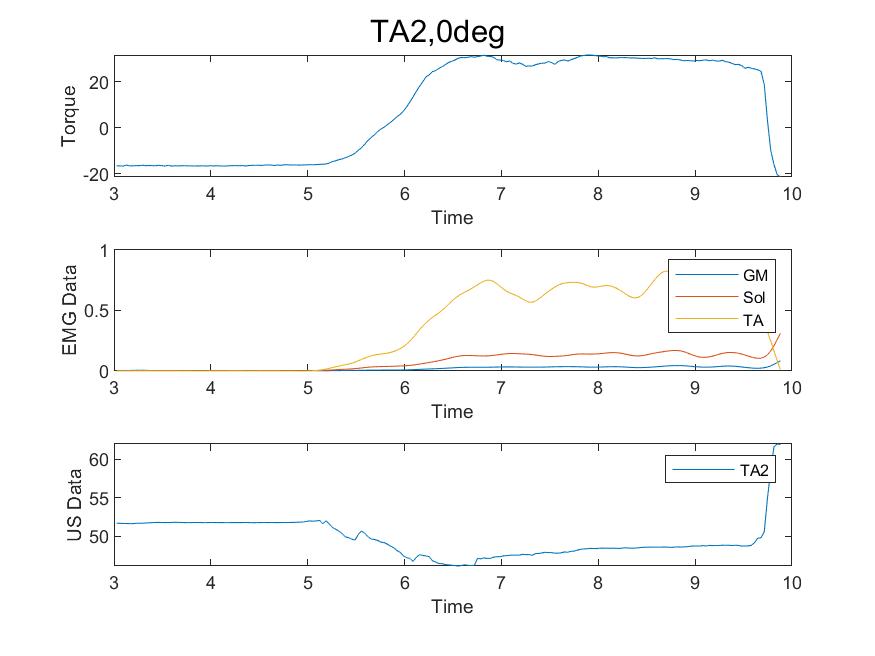 TA2,0deg
Torque
20
0
-20
3 4 5 6 7 8 9 10
Time
EMG Data
1
0.5
0
GM
Sol
TA
3 4 5 6 7 8 9 10
Time
US Data
60
55
50
TA2
3 4 5 6 7 8 9 10
Time